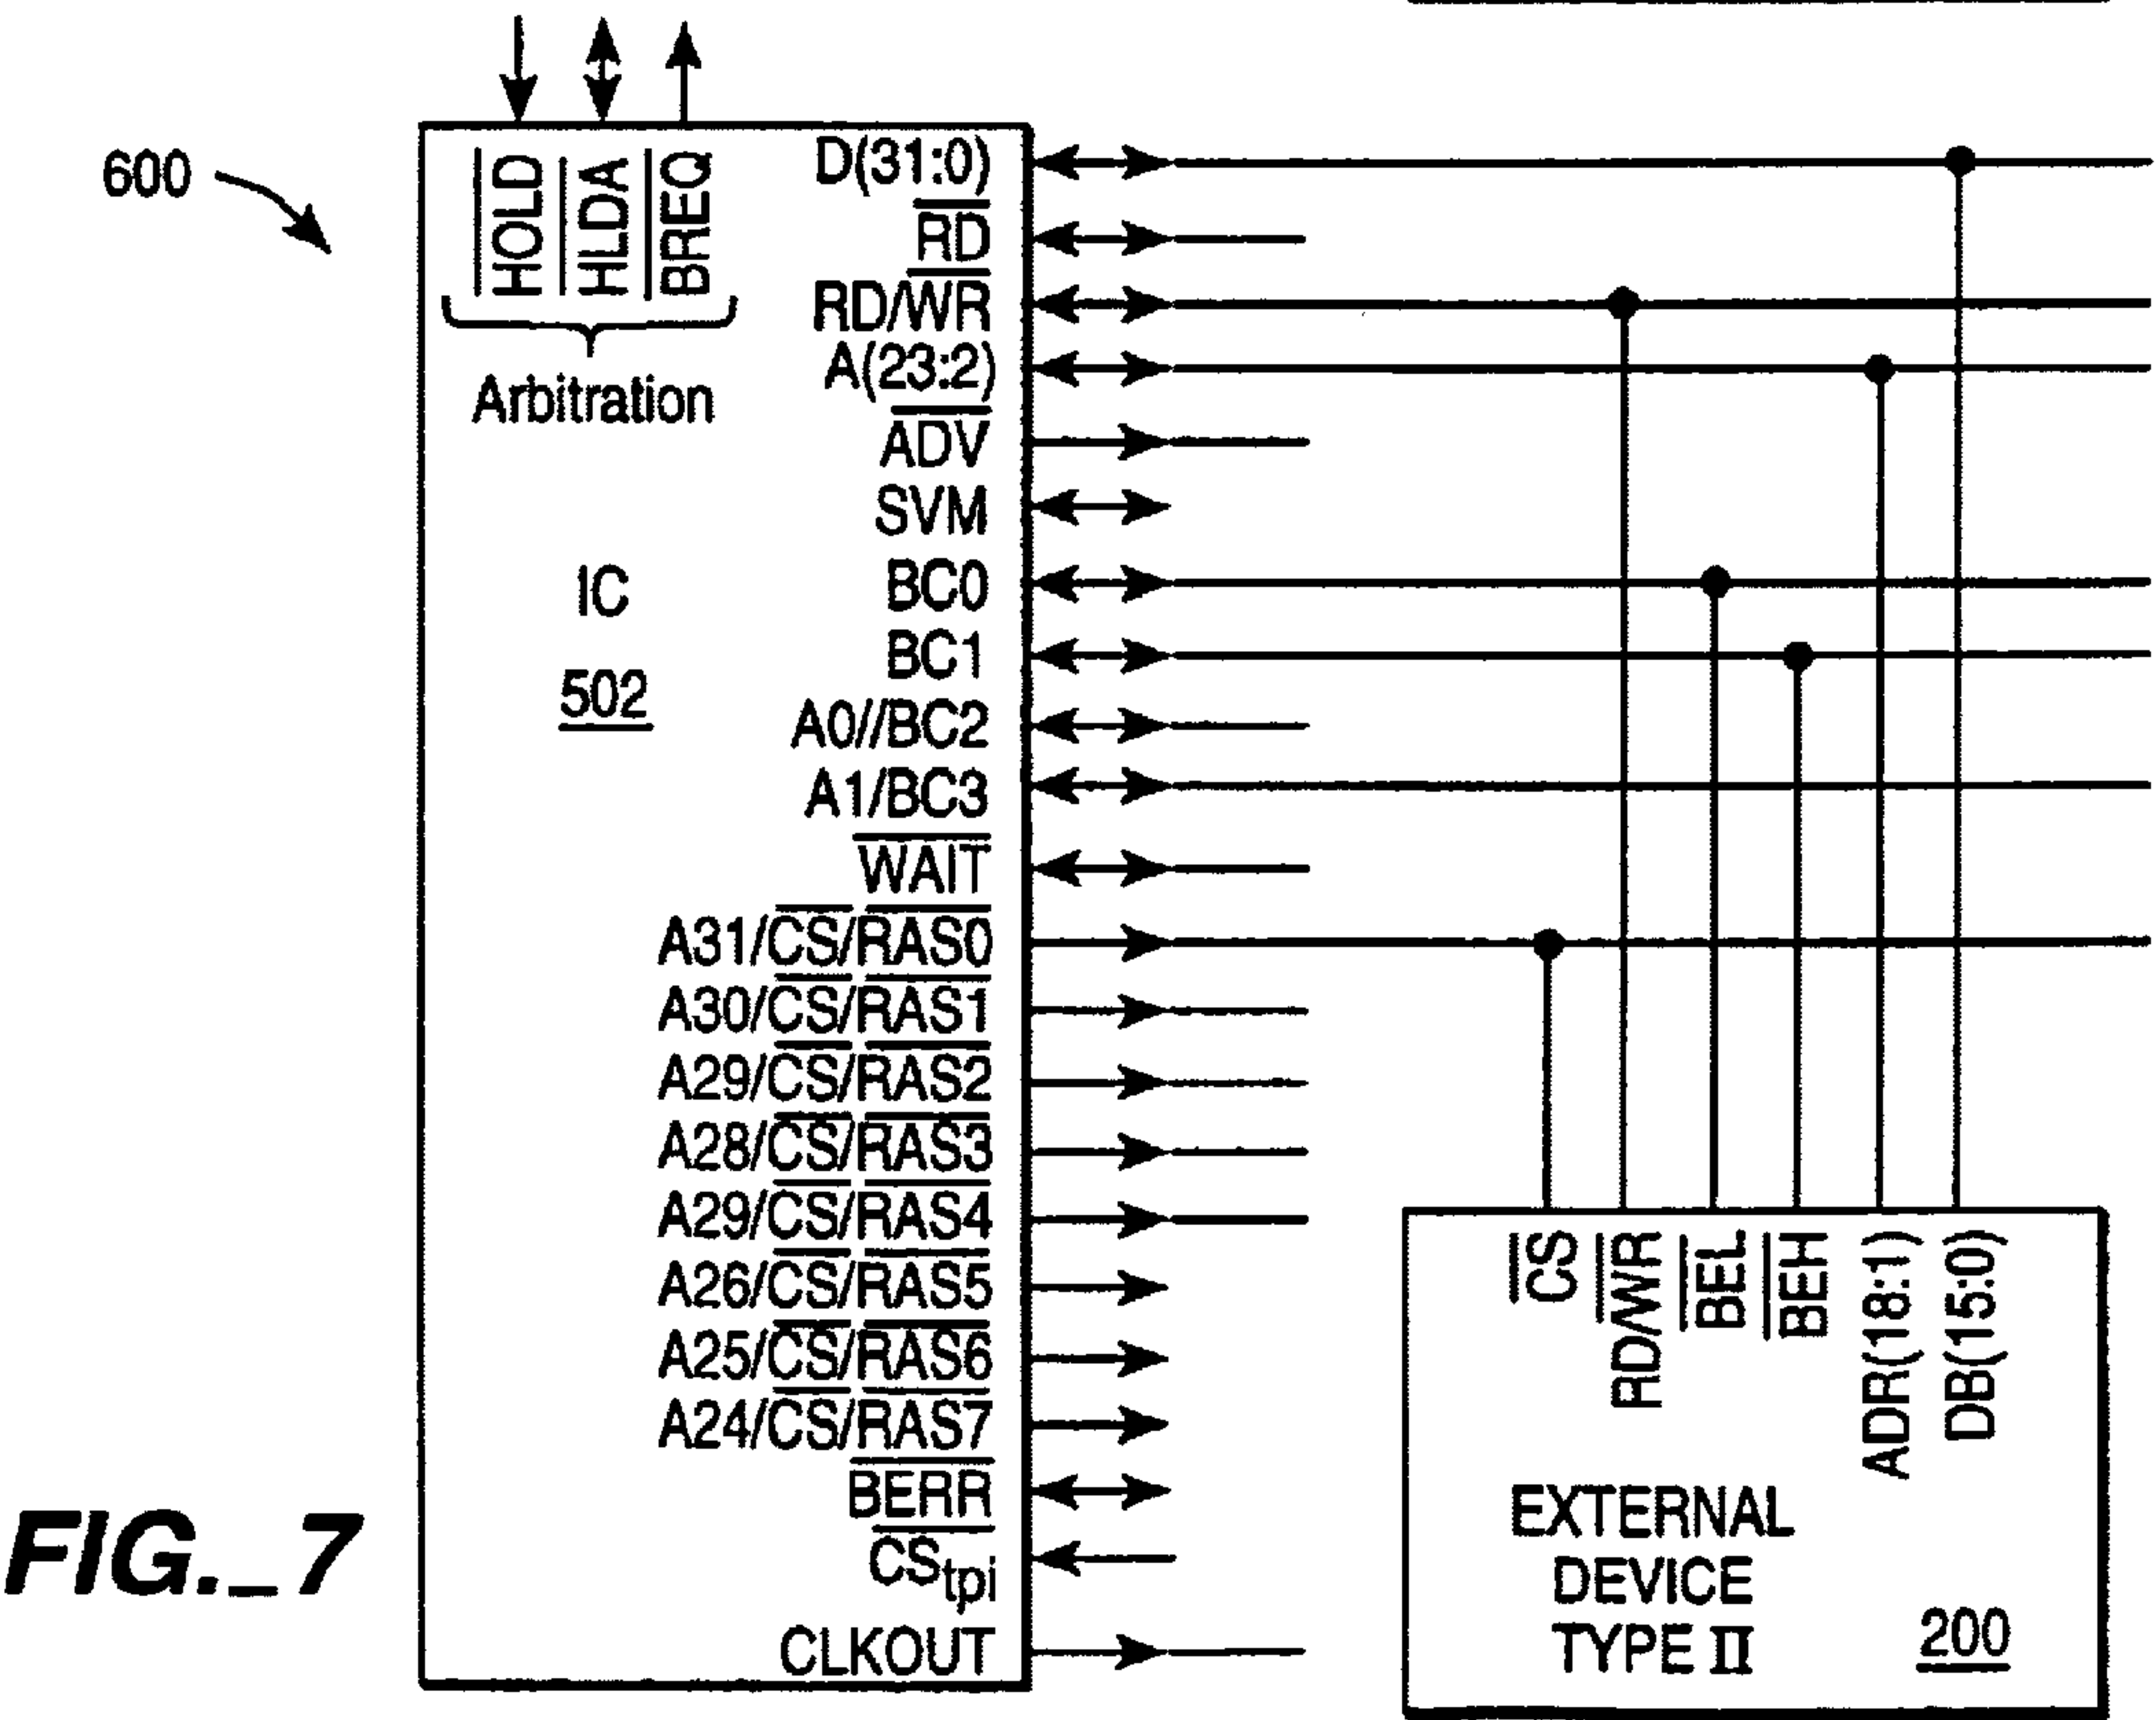 600
HOLD
HLDA
BREQ
Arbitration
IC
502
D(31:0)
RD
RD/WR
A(23:2)
ADV
SVM
BC0
BC1
A0//BC2
A1/BC3
WAIT
A31/CS/RAS0
A30/CS/RAS1
A29/CS/RAS2
A28/CS/RAS3
A29/CS/RAS4
A26/CS/RAS5
A25/CS/RAS6
A24/CS/RAS7
BERR
CStpi
CLKOUT
CS
RD/WR
BEL
BEH
ADR(18:1)
DB(15:0)
EXTERNAL
DEVICE
TYPE II
200
FIG._7